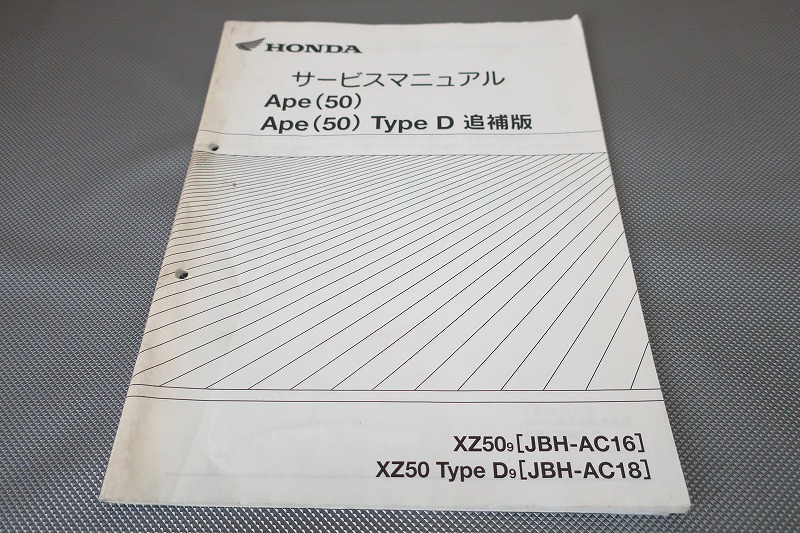 HONDA
サービスマニュアル
Ape(50)
Ape(50) Type D 追補版
XZ50₉[JBH-AC16]
XZ50 Type D₉[JBH-AC18]